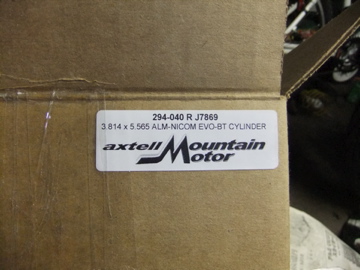 294-040 R J7869
3.814 x 5.565 ALM-NICOM EVO-BT CYLINDER
axtell Mountain
Motor